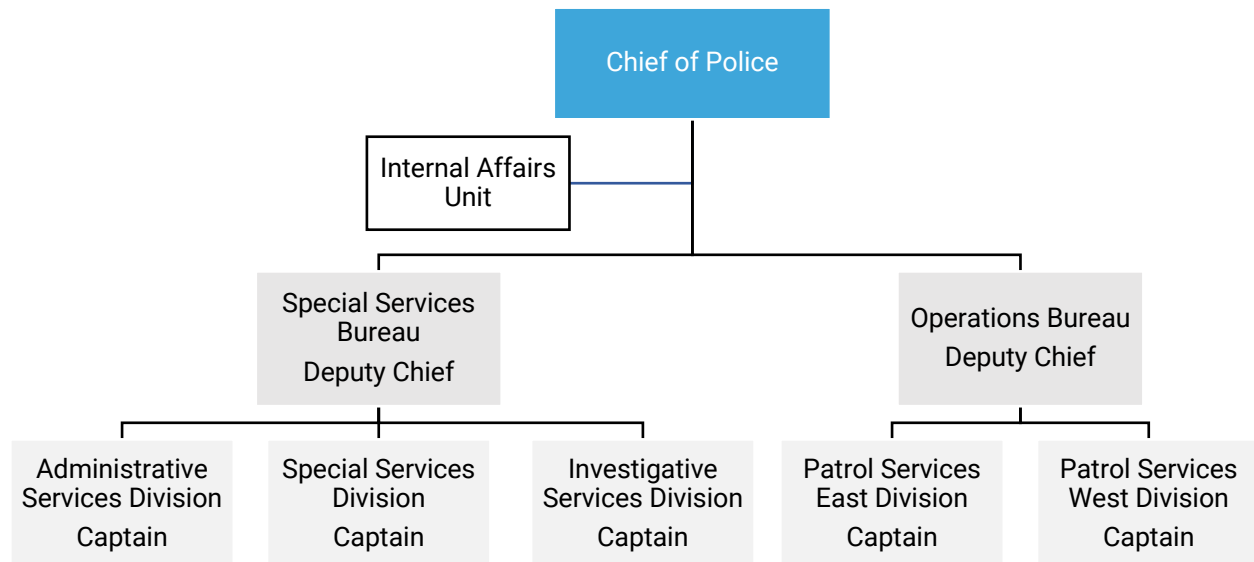 Chief of Police
Internal Affairs
Unit
Special Services
Bureau
Deputy Chief
Operations Bureau
Deputy Chief
Administrative
Services Division
Captain
Special Services
Division
Captain
Investigative
Services Division
Captain
Patrol Services
East Division
Captain
Patrol Services
West Division
Captain